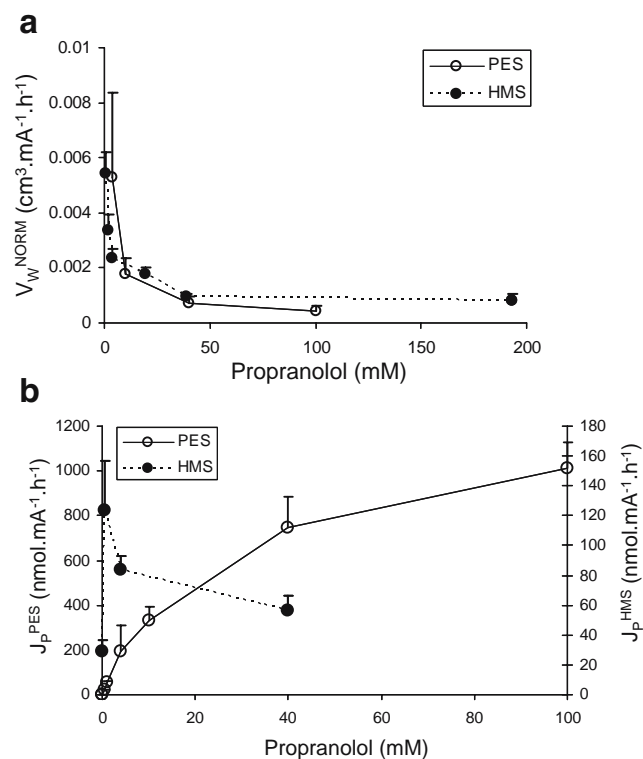 a
0.01
0.008
0.006
0.004
0.002
0
V_W^NORM (cm³.mA⁻¹.h⁻¹)
PES
HMS
0 50 100 150 200
Propranolol (mM)
b
1200
1000
800
600
400
200
0
J_P^PES (nmol.mA⁻¹.h⁻¹)
PES
HMS
180
160
140
120
100
80
60
40
20
0
J_P^HMS (nmol.mA⁻¹.h⁻¹)
0 20 40 60 80 100
Propranolol (mM)